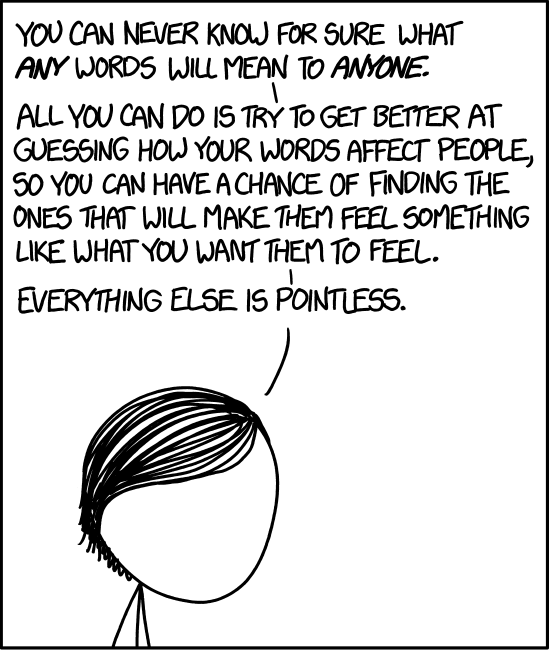 YOU CAN NEVER KNOW FOR SURE WHAT
ANY WORDS WILL MEAN TO ANYONE.
ALL YOU CAN DO IS TRY TO GET BETTER AT
GUESSING HOW YOUR WORDS AFFECT PEOPLE,
SO YOU CAN HAVE A CHANCE OF FINDING THE
ONES THAT WILL MAKE THEM FEEL SOMETHING
LIKE WHAT YOU WANT THEM TO FEEL.
EVERYTHING ELSE IS POINTLESS.